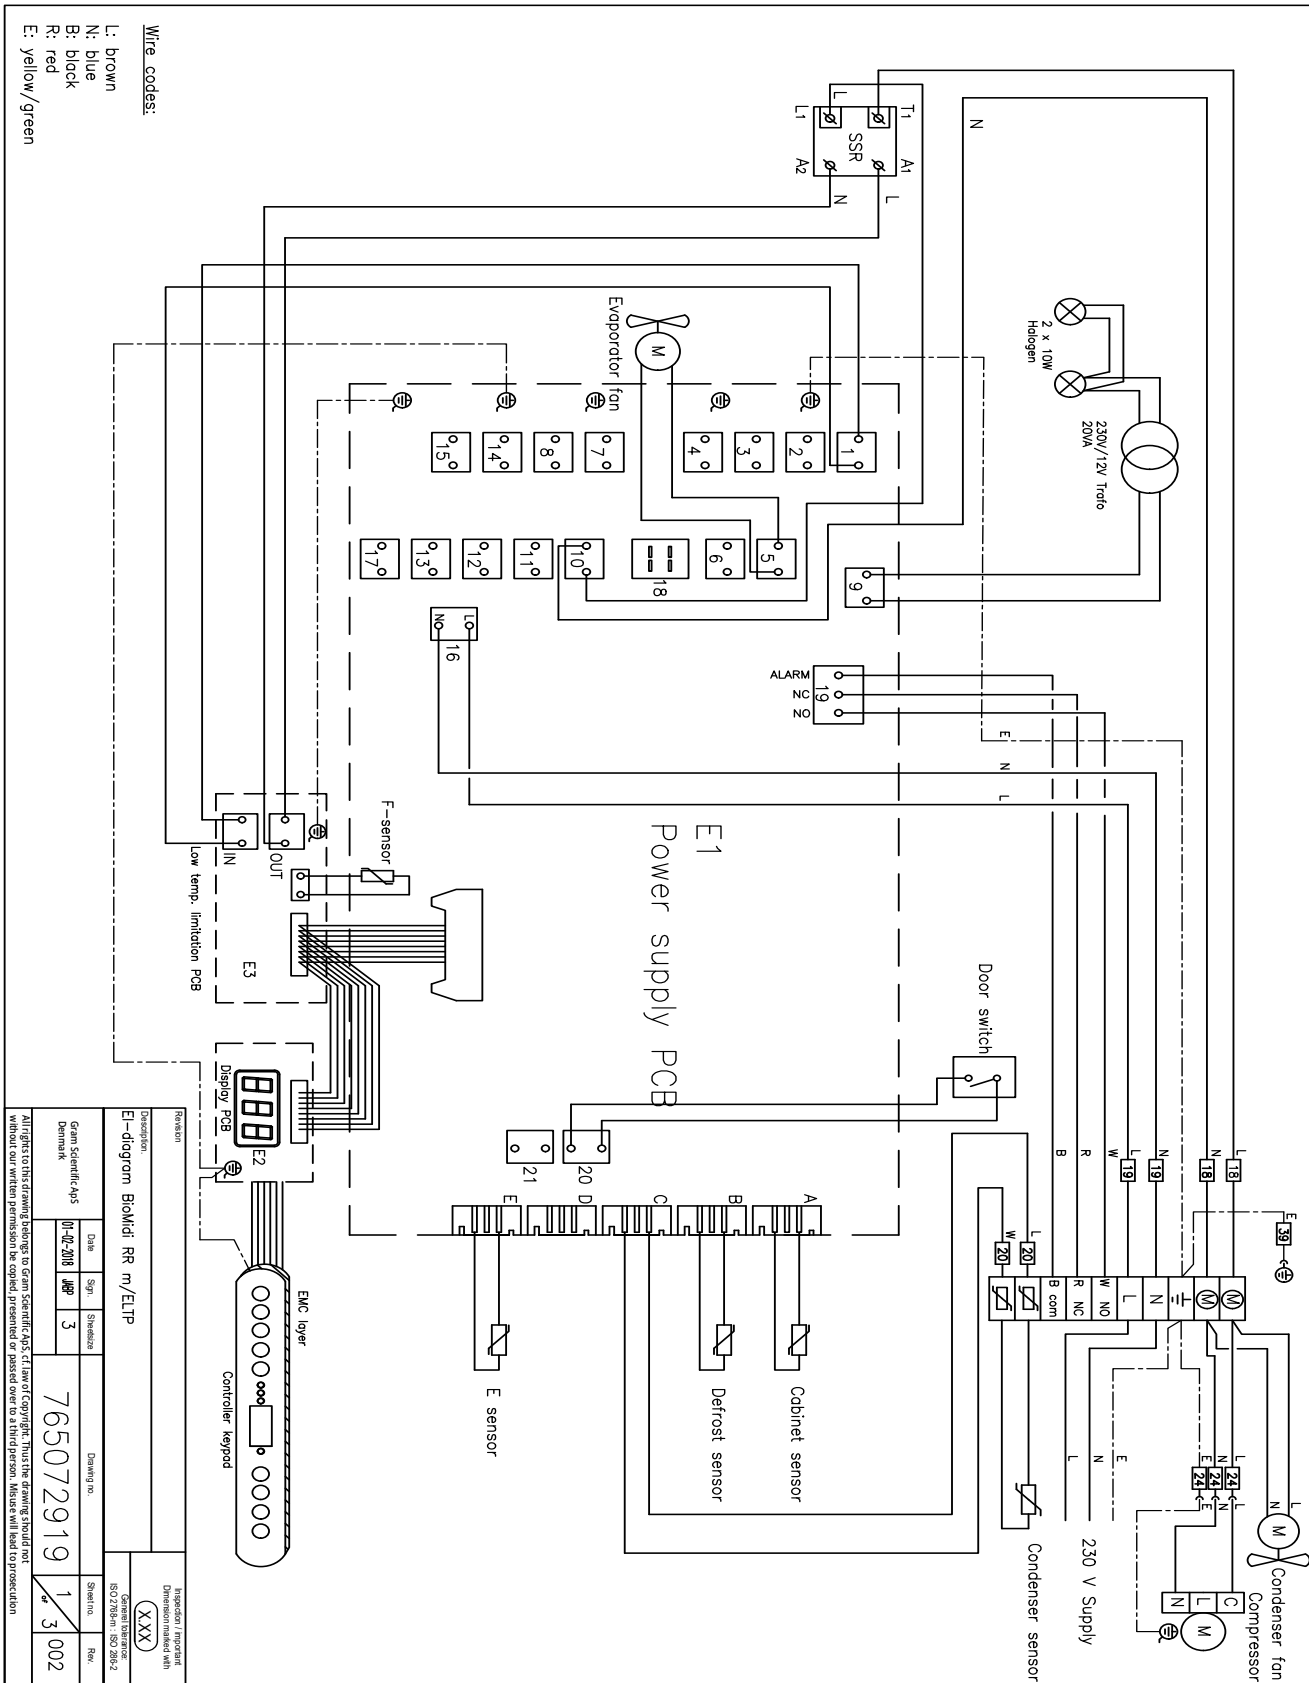 Wire codes:
L: brown
N: blue
B: black
R: red
E: yellow/green
L
T1
L1
SSR
A1
A2
N
L
N
2 x 10W
Halogen
230V/12V Trafo
20VA
Evaporator fan
M
1
2
3
4
7
8
14
15
9
5
6
18
10
11
12
13
17
L
N
16
ALARM
NC
NO
19
E
N
L
E1
Power supply PCB
F-sensor
OUT
IN
Low temp. limitation PCB
E3
Door switch
Display PCB
E2
20
21
A
B
C
D
E
EMC layer
Controller keypad
Cabinet sensor
Defrost sensor
E sensor
B
R
W
L
N
N
L
19
19
18
18
E
39
W
L
20
20
B com
R NC
W NO
L
N
M
M
L
N
E
230 V Supply
Condenser sensor
E
N
L
24
24
24
E
N
L
N
L
M
Condenser fan
Compressor
N
L
C
M
Revision
Description:
El-diagram BioMidi RR m/ELTP
Inspection / important
Dimension marked with
X.XX
General tolerance:
ISO 2768-m : ISO 286-2
Gram Scientific ApS
Denmark
Date
01-02-2018
Sign.
JABP
Sheetsize
3
Drawing no.
765072919
Sheet no.
1 OF 3
Rev.
002
All rights to this drawing belongs to Gram Scientific ApS, cf. law of Copyright. Thus the drawing should not
without our written permission be copied, presented or passed over to a third person. Misuse will lead to prosecution